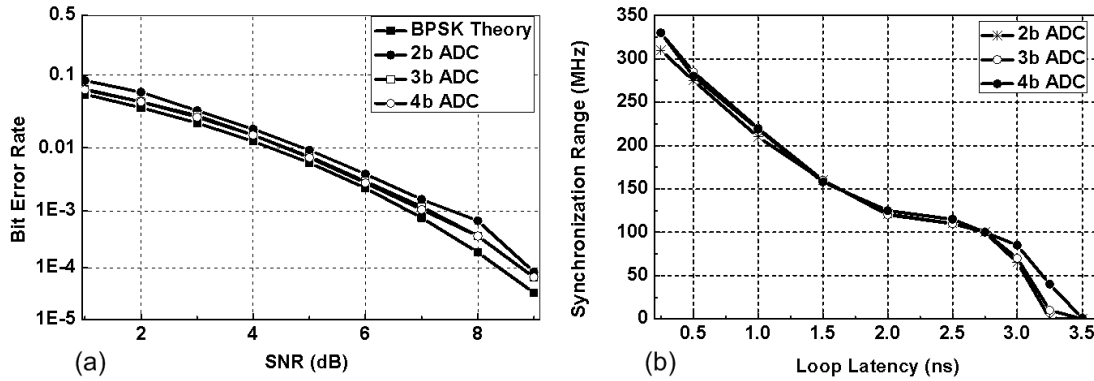 0.5
0.1
0.01
1E-3
1E-4
1E-5
Bit Error Rate
2
4
6
8
SNR (dB)
BPSK Theory
2b ADC
3b ADC
4b ADC
(a)
350
300
250
200
150
100
50
0
Synchronization Range (MHz)
0.5
1.0
1.5
2.0
2.5
3.0
3.5
Loop Latency (ns)
2b ADC
3b ADC
4b ADC
(b)